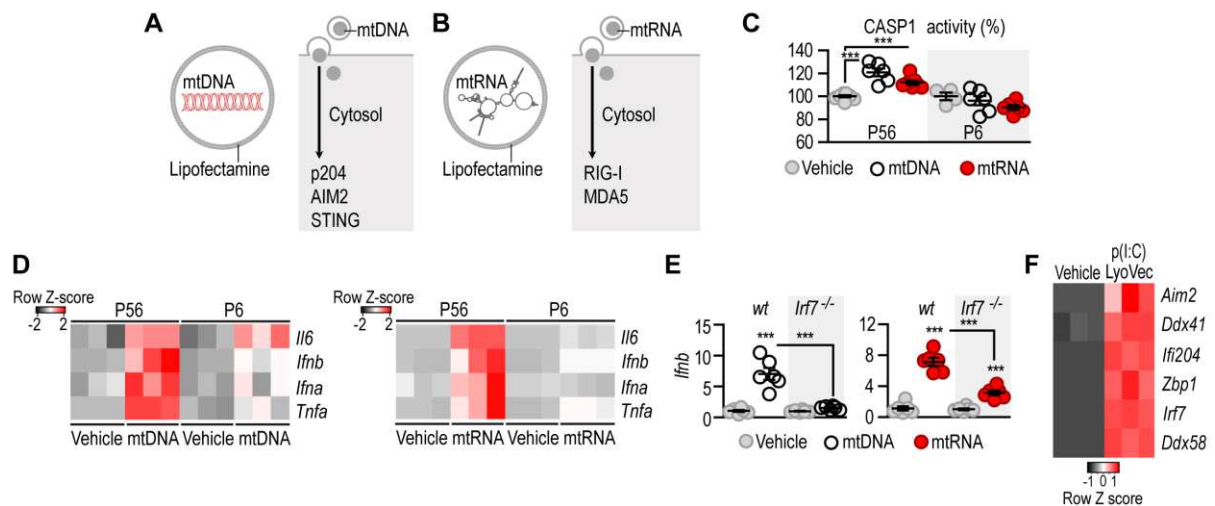 A
mtDNA
Lipofectamine
mtDNA
Cytosol
p204
AIM2
STING
B
mtRNA
Lipofectamine
mtRNA
Cytosol
RIG-I
MDA5
C
CASP1 activity (%)
140
120
100
80
60
***
***
P56 P6
Vehicle mtDNA mtRNA
D
Row Z-score
-2 2
P56 P6
Il6
Ifnb
Ifna
Tnfa
Vehicle mtDNA Vehicle mtDNA
Row Z-score
-2 2
P56 P6
Il6
Ifnb
Ifna
Tnfa
Vehicle mtRNA Vehicle mtRNA
E
Ifnb
wt Irf7 -/-
15
10
5
0
*** ***
wt Irf7 -/-
12
8
4
0
*** ***
***
Vehicle mtDNA mtRNA
F
p(I:C)
Vehicle LyoVec
Aim2
Ddx41
Ifi204
Zbp1
Irf7
Ddx58
-1 0 1
Row Z score